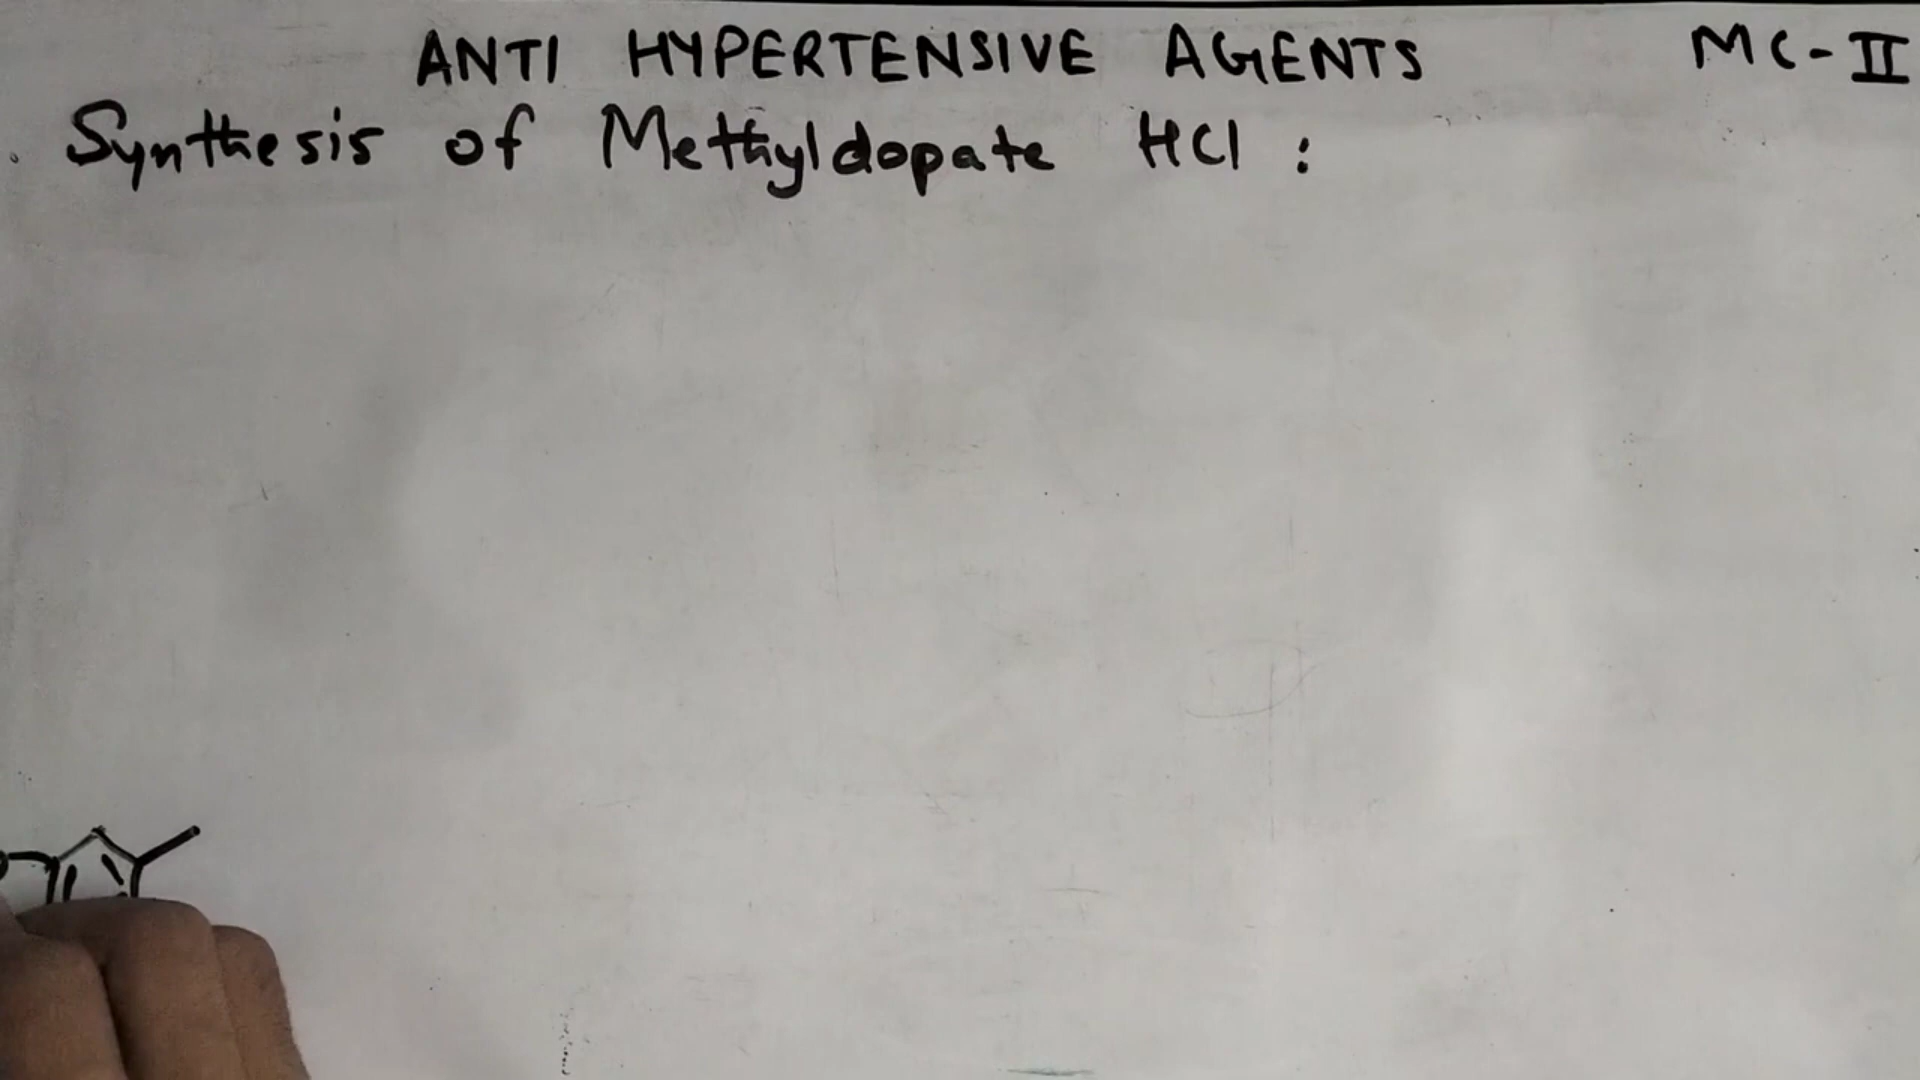 ANTI HYPERTENSIVE AGENTS MC-II
Synthesis of Methyldopate HCl :